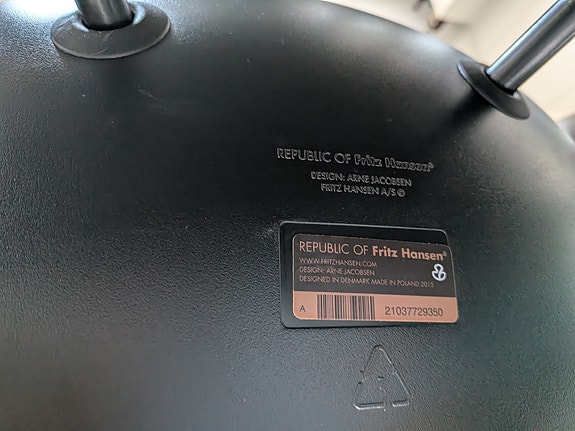 REPUBLIC OF Fritz Hansen®
DESIGN: ARNE JACOBSEN
FRITZ HANSEN A/S ©
REPUBLIC OF Fritz Hansen®
WWW.FRITZHANSEN.COM
DESIGN: ARNE JACOBSEN
DESIGNED IN DENMARK MADE IN POLAND 2015
A 21037729350